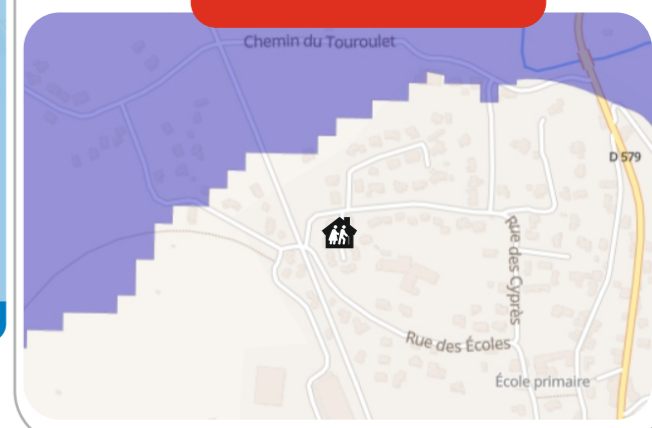 Chemin du Touroulet
D 579
Rue des Cyprès
Rue des Écoles
École primaire